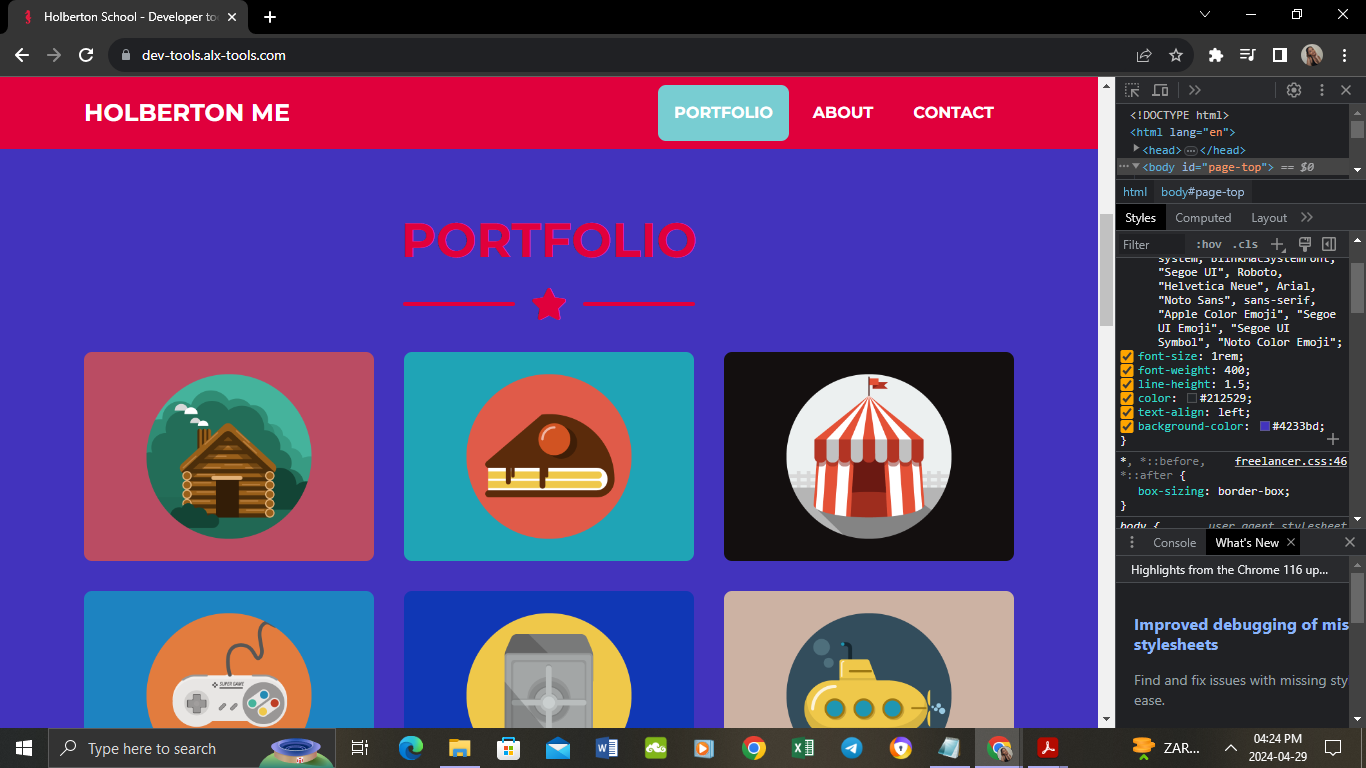 Holberton School - Developer to
dev-tools.alx-tools.com
HOLBERTON ME
PORTFOLIO
ABOUT
CONTACT
PORTFOLIO
SUPER GAME
<!DOCTYPE html>
<html lang="en">
<head> … </head>
<body id="page-top"> == $0
html body#page-top
Styles Computed Layout
Filter :hov .cls
system, BlinkMacSystemFont,
"Segoe UI", Roboto,
"Helvetica Neue", Arial,
"Noto Sans", sans-serif,
"Apple Color Emoji", "Segoe
UI Emoji", "Segoe UI
Symbol", "Noto Color Emoji";
font-size: 1rem;
font-weight: 400;
line-height: 1.5;
color: #212529;
text-align: left;
background-color: #4233bd;
}
*, *::before, freelancer.css:46
*::after {
box-sizing: border-box;
}
body { user agent stylesheet
Console What's New
Highlights from the Chrome 116 up...
Improved debugging of mis
stylesheets
Find and fix issues with missing sty
ease.
Type here to search
ZAR...
04:24 PM
2024-04-29